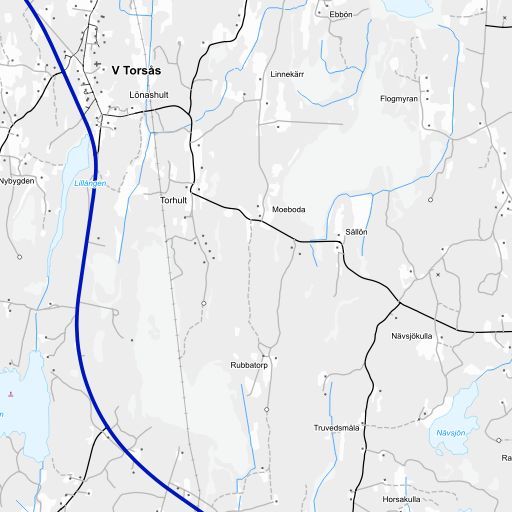 Ebbön
V Torsås
Linnekärr
Lönashult
Flogmyran
Nybygden
Lillången
Torhult
Moeboda
Sällön
Nävsjökulla
Rubbatorp
Truvedsmåla
Nävsjön
Ra
Horsakulla